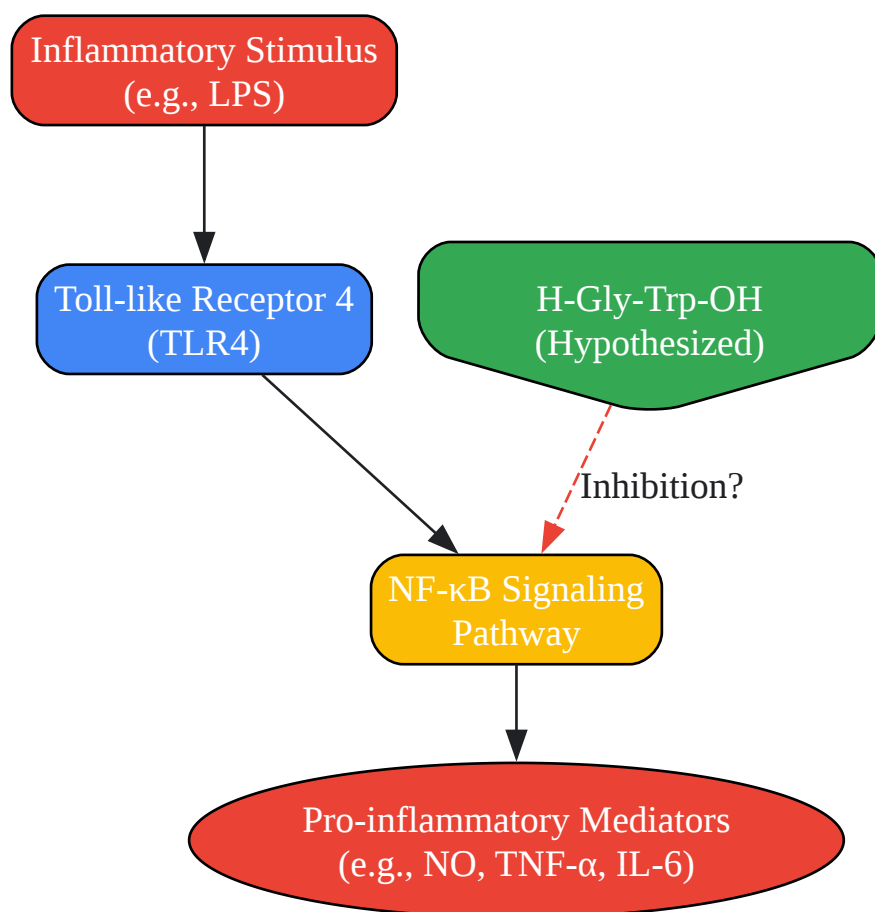 Inflammatory Stimulus
(e.g., LPS)
Toll-like Receptor 4
(TLR4)
H-Gly-Trp-OH
(Hypothesized)
Inhibition?
NF-κB Signaling
Pathway
Pro-inflammatory Mediators
(e.g., NO, TNF-α, IL-6)